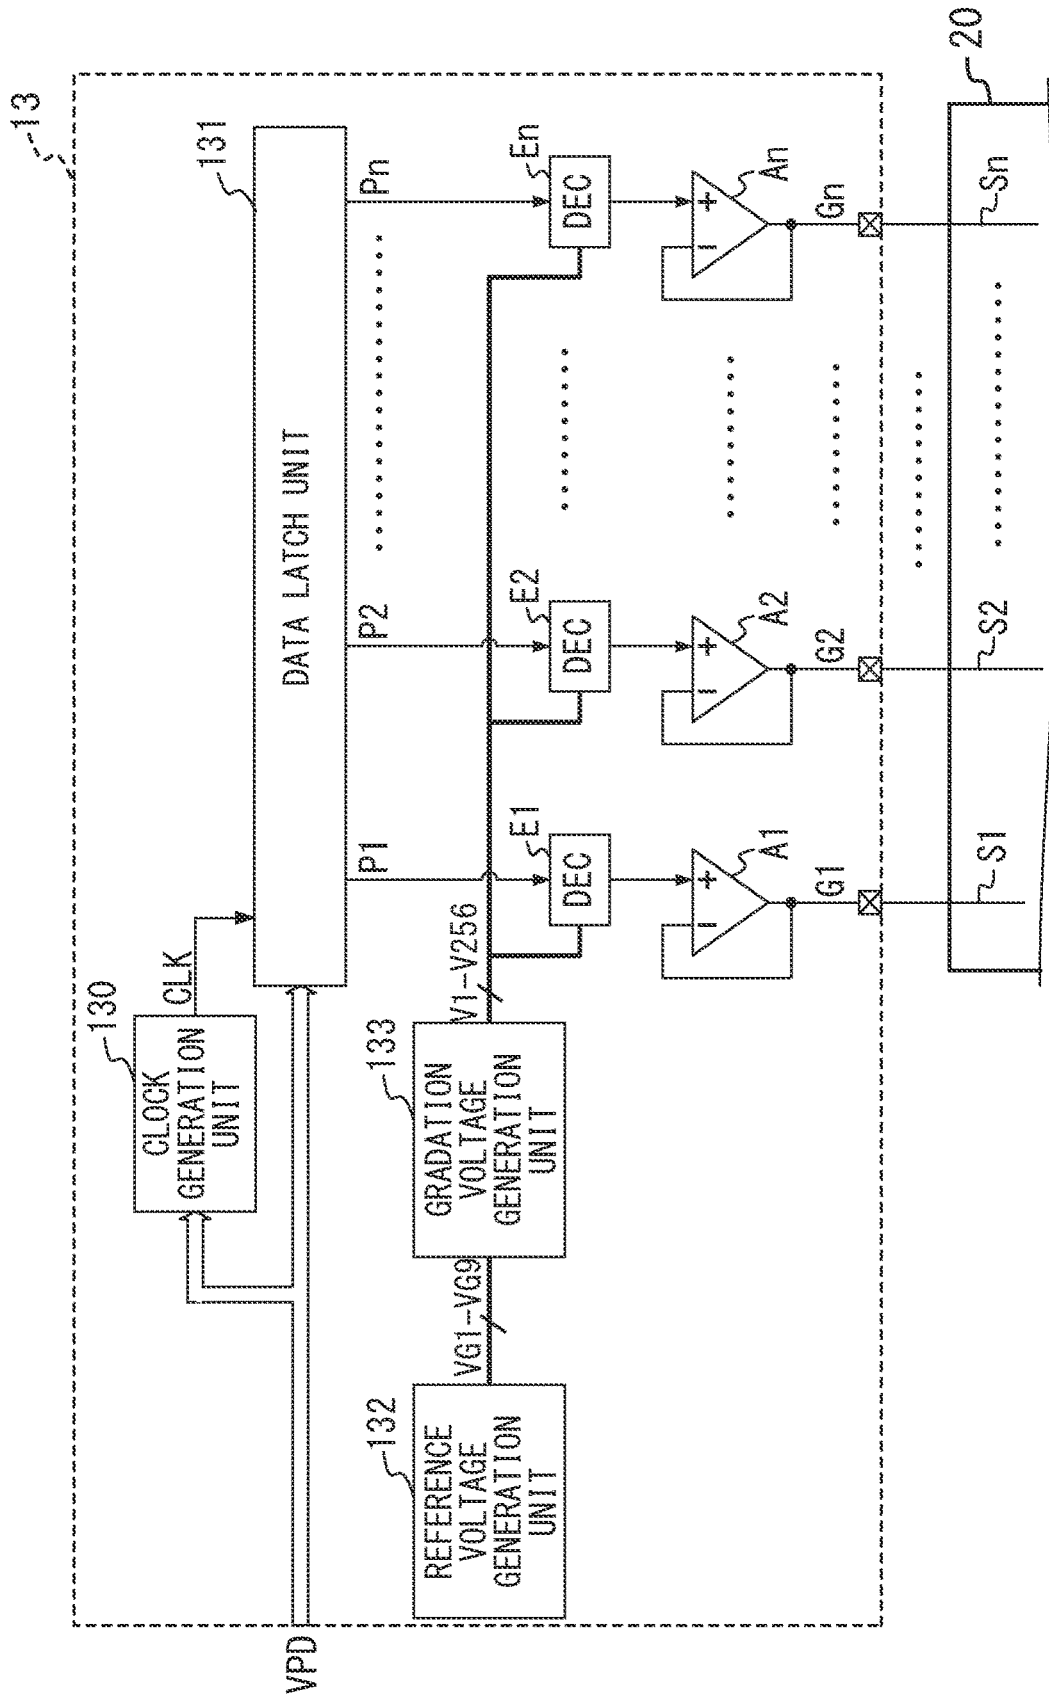 13
130
CLOCK
GENERATION
UNIT
CLK
131
DATA LATCH UNIT
VPD
P1
P2
Pn
132
REFERENCE
VOLTAGE
GENERATION
UNIT
VG1-VG9
133
GRADATION
VOLTAGE
GENERATION
UNIT
V1-V256
E1
DEC
E2
DEC
En
DEC
+
-
A1
+
-
A2
+
-
An
G1
G2
Gn
20
S1
S2
Sn